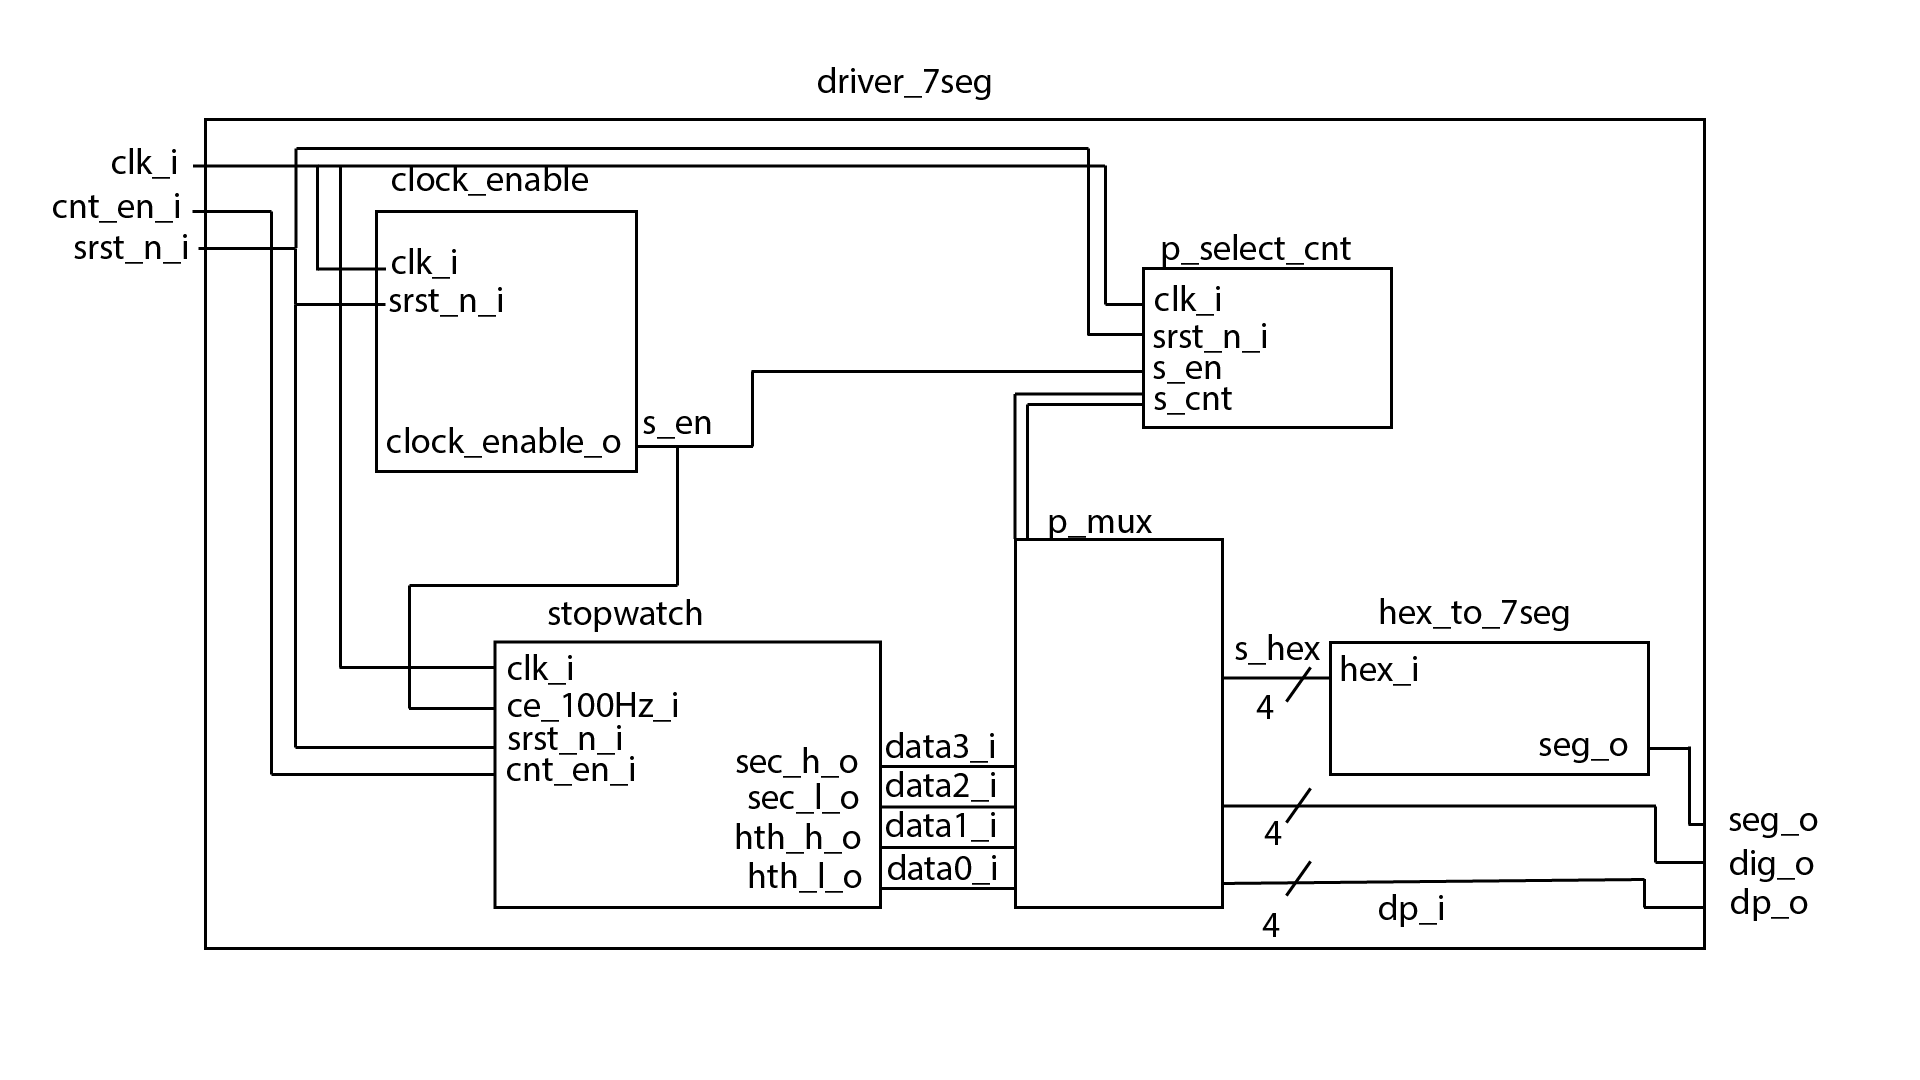 driver_7seg
clk_i
cnt_en_i
srst_n_i
clock_enable
clk_i
srst_n_i
clock_enable_o
s_en
p_select_cnt
clk_i
srst_n_i
s_en
s_cnt
stopwatch
clk_i
ce_100Hz_i
srst_n_i
cnt_en_i
sec_h_o
sec_l_o
hth_h_o
hth_l_o
data3_i
data2_i
data1_i
data0_i
p_mux
s_hex
4
4
4
dp_i
hex_to_7seg
hex_i
seg_o
seg_o
dig_o
dp_o